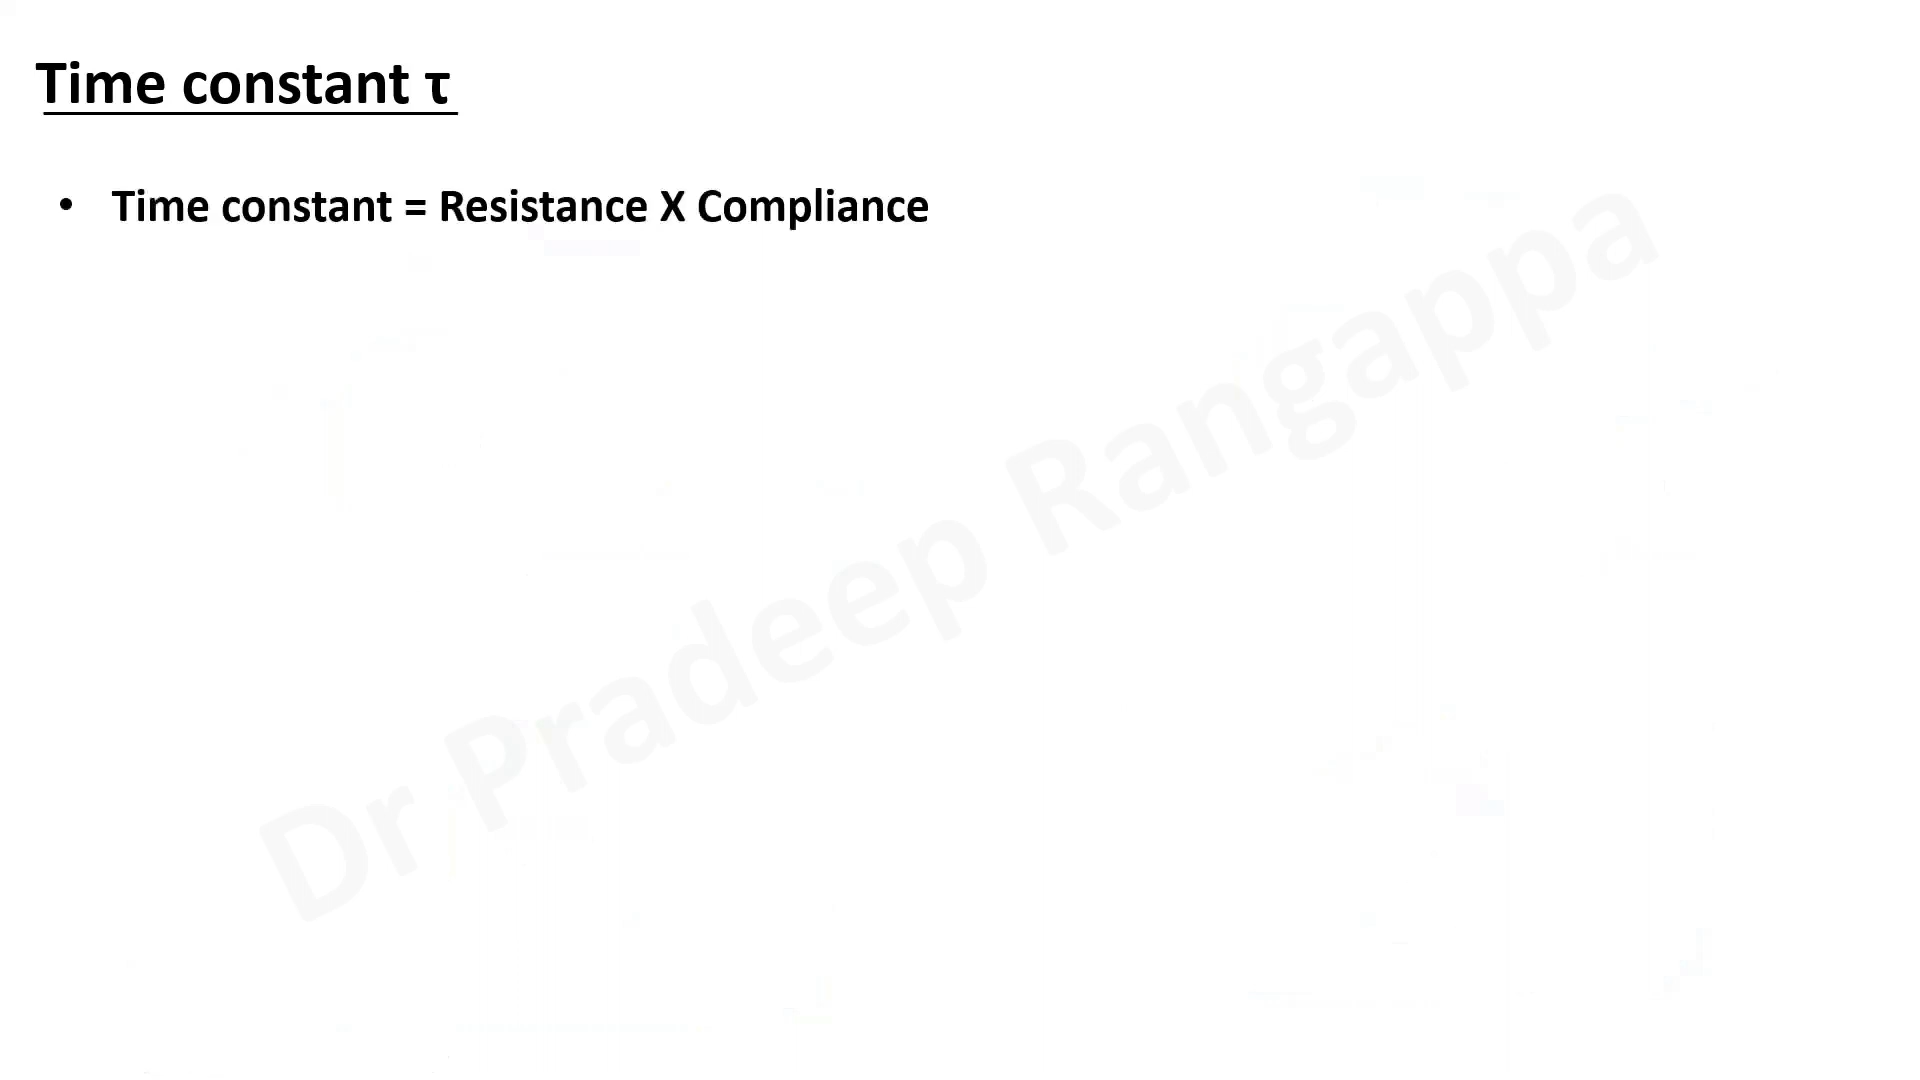 Time constant τ
• Time constant = Resistance X Compliance
Dr Pradeep Rangappa